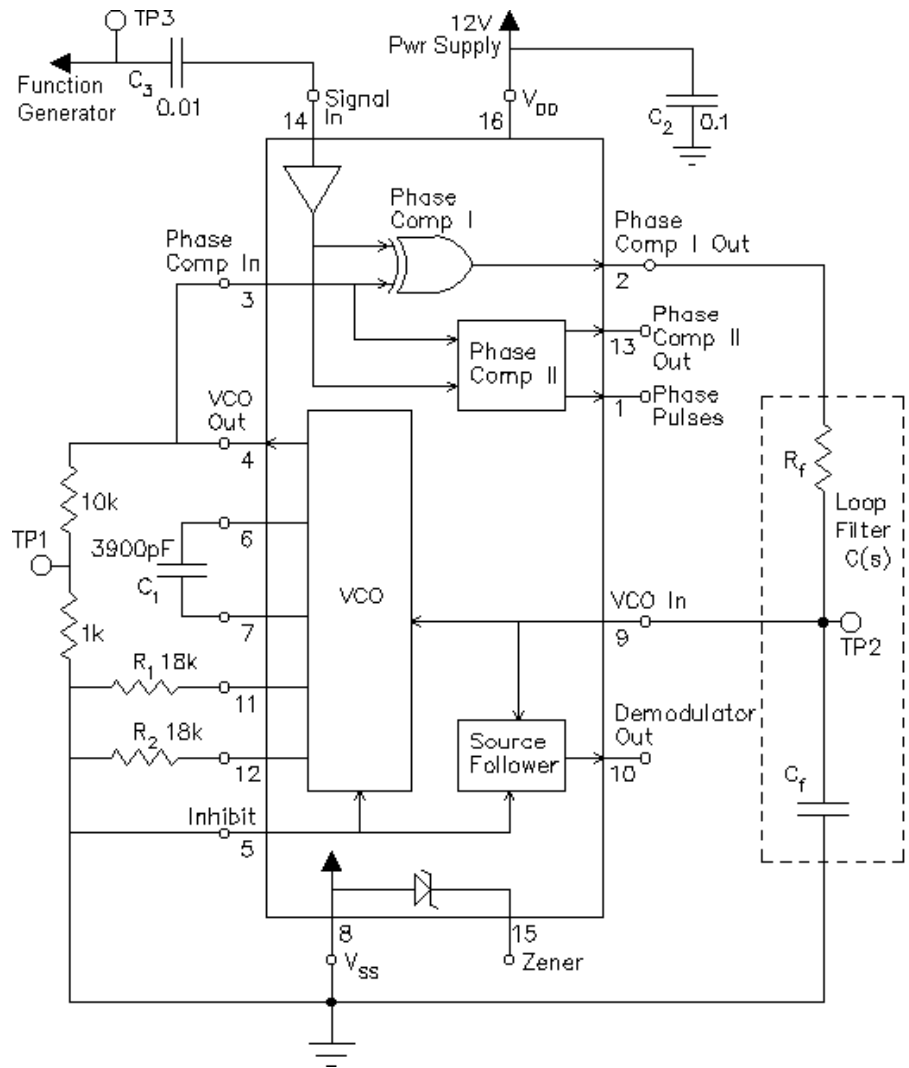 TP3
12V
Pwr Supply
Function
Generator
C3
0.01
Signal
In
14
VDD
16
C2
0.1
Phase
Comp I
Phase
Comp In
3
Phase
Comp I Out
2
Phase
Comp II
Phase
Comp II
Out
13
Phase
Pulses
1
VCO
Out
4
10k
TP1
3900pF
C1
6
7
VCO
1k
R1 18k
11
R2 18k
12
Inhibit
5
Rf
Loop
Filter
C(s)
VCO In
9
TP2
Source
Follower
Demodulator
Out
10
Cf
8
VSS
15
Zener